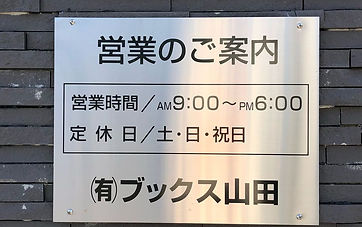 営業のご案内
営業時間／AM9:00～PM6:00
定休日／土・日・祝日
㈲ブックス山田